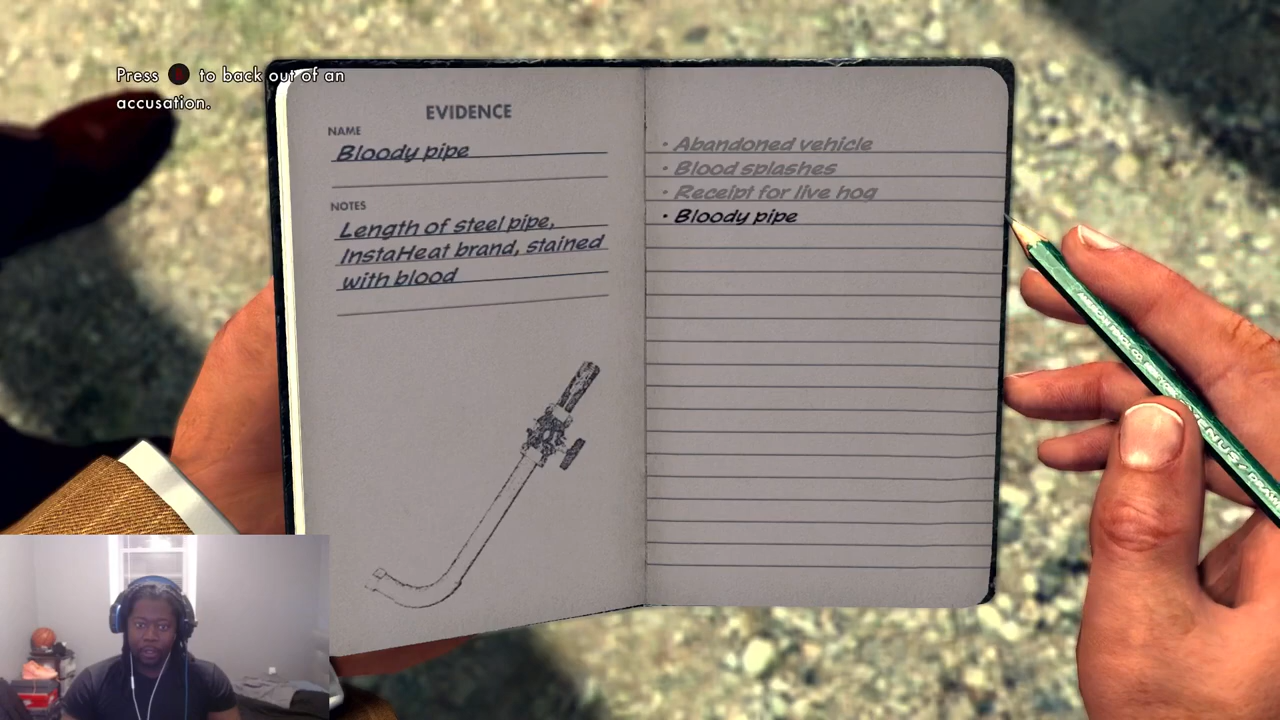 Press to back out of an
accusation.
EVIDENCE
NAME
Bloody pipe
NOTES
Length of steel pipe,
InstaHeat brand, stained
with blood
• Abandoned vehicle
• Blood splashes
• Receipt for live hog
• Bloody pipe
VENUS